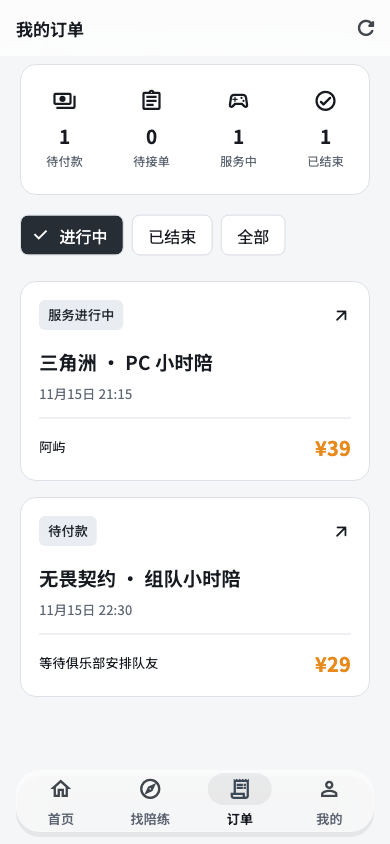 我的订单
1 0 1 1
待付款 待接单 服务中 已结束
进行中 已结束 全部
服务进行中
三角洲 · PC 小时陪
11月15日 21:15
阿屿 ¥39
待付款
无畏契约 · 组队小时陪
11月15日 22:30
等待俱乐部安排队友 ¥29
首页 找陪练 订单 我的